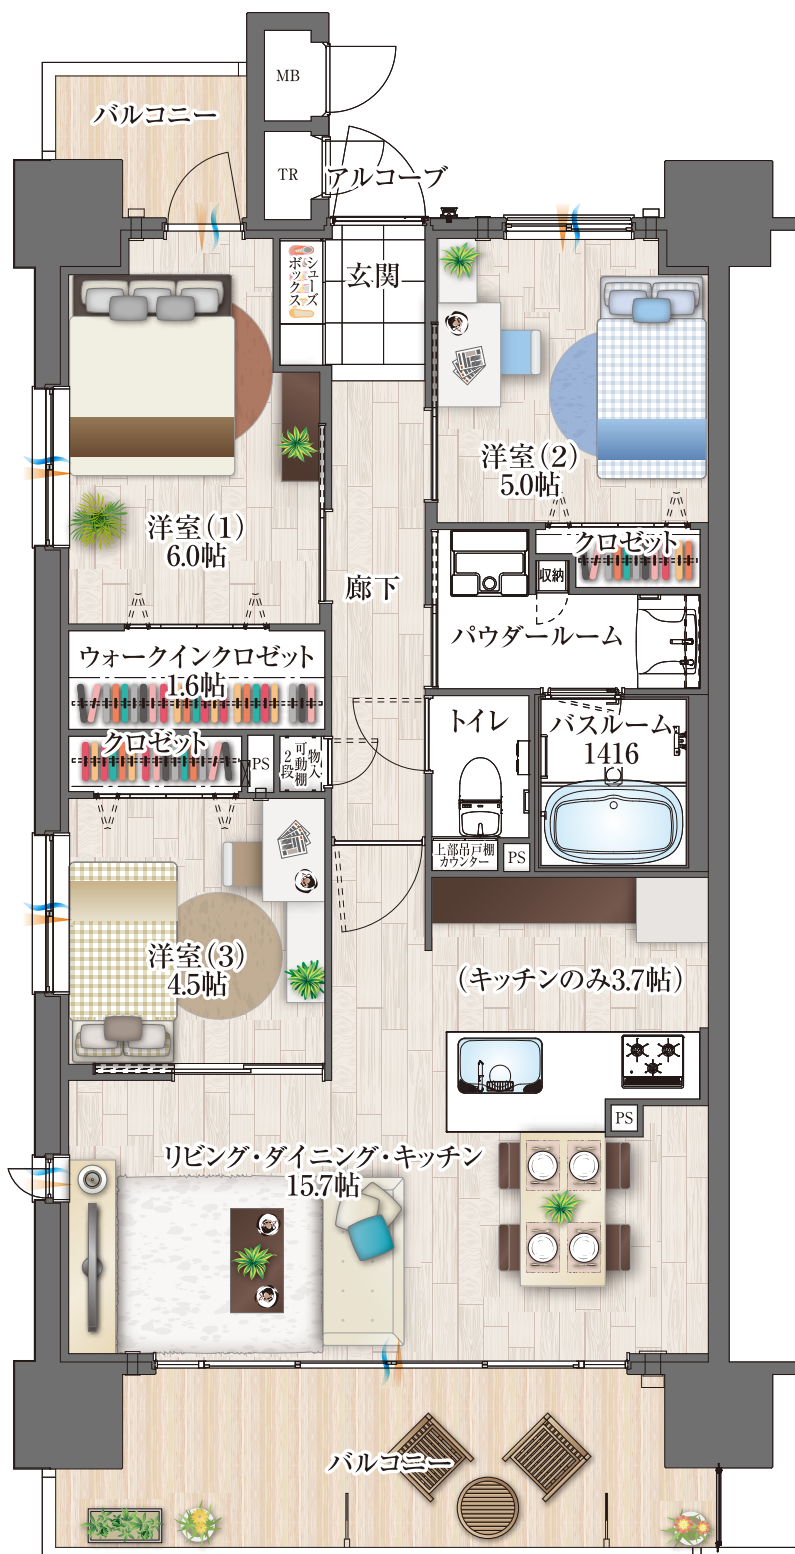 MB
バルコニー
TR
アルコーブ
シューズ
ボックス
玄関
洋室（2）
5.0帖
洋室（1）
6.0帖
クロゼット
収納
廊下
パウダールーム
ウォークインクロゼット
1.6帖
トイレ
バスルーム
1416
クロゼット
PS
物入
可動棚
2段
上部吊戸棚
カウンター
PS
洋室（3）
4.5帖
（キッチンのみ3.7帖）
PS
リビング・ダイニング・キッチン
15.7帖
バルコニー